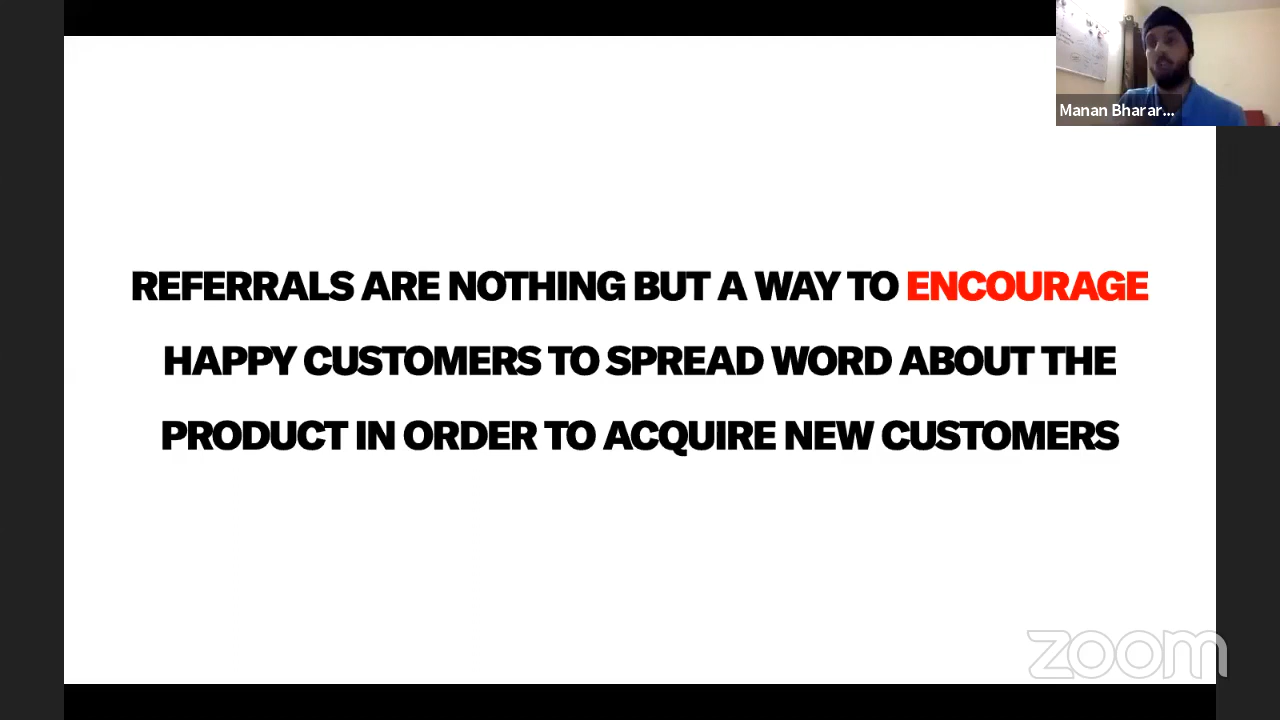 Manan Bharar...
REFERRALS ARE NOTHING BUT A WAY TO ENCOURAGE
HAPPY CUSTOMERS TO SPREAD WORD ABOUT THE
PRODUCT IN ORDER TO ACQUIRE NEW CUSTOMERS
zoom